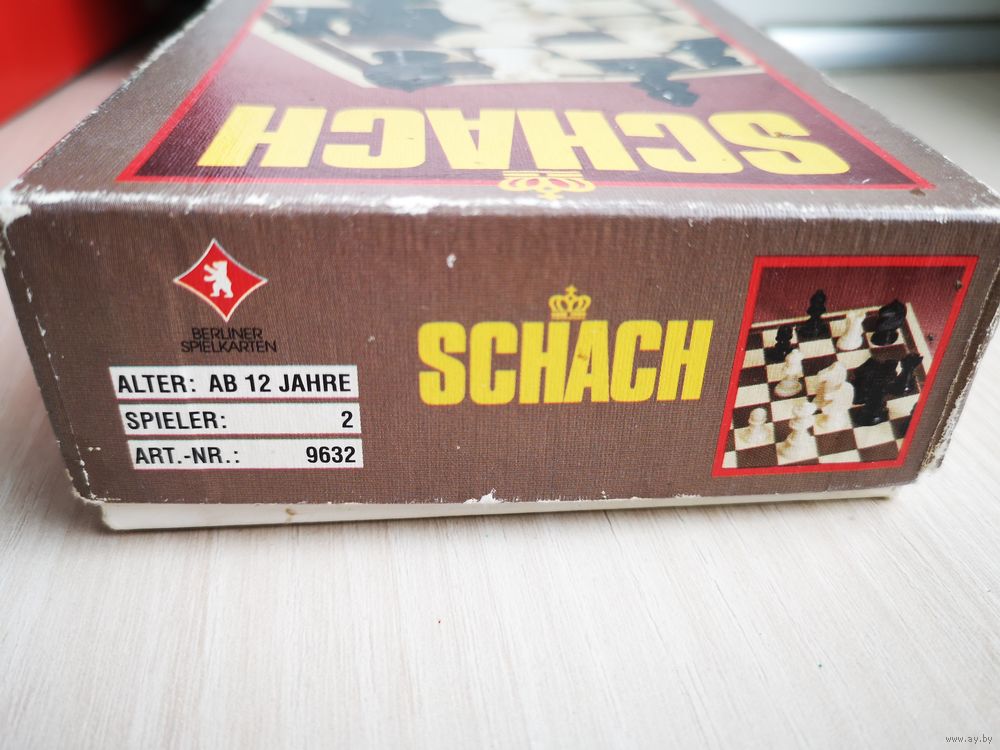 SCHACH
BERLINER
SPIELKARTEN
ALTER: AB 12 JAHRE
SPIELER: 2
ART.-NR.: 9632
SCHACH
www.ay.by